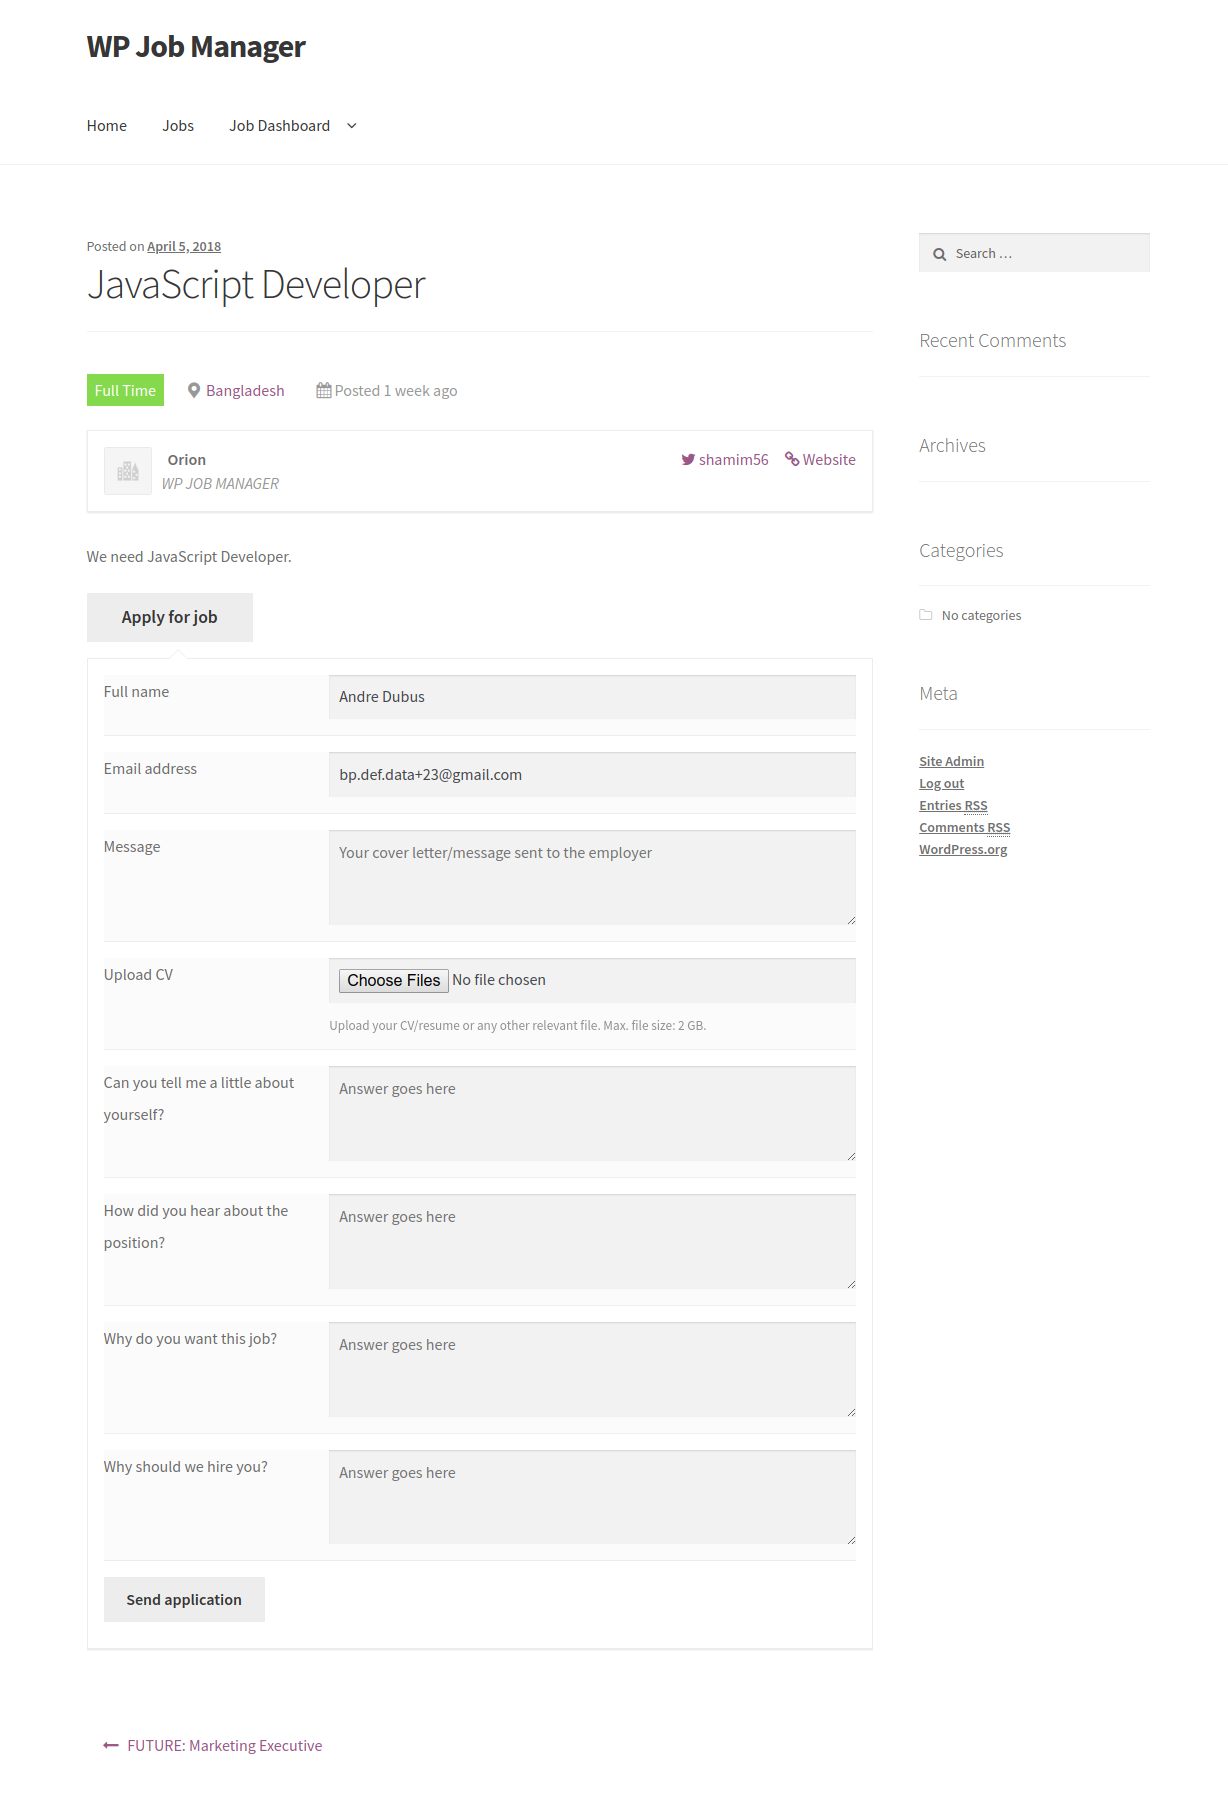 WP Job Manager
Home Jobs Job Dashboard
Posted on April 5, 2018
JavaScript Developer
Full Time Bangladesh Posted 1 week ago
Orion shamim56 Website
WP JOB MANAGER
We need JavaScript Developer.
Apply for job
Full name Andre Dubus
Email address bp.def.data+23@gmail.com
Message Your cover letter/message sent to the employer
Upload CV Choose Files No file chosen
Upload your CV/resume or any other relevant file. Max. file size: 2 GB.
Can you tell me a little about
yourself?
Answer goes here
How did you hear about the
position?
Answer goes here
Why do you want this job? Answer goes here
Why should we hire you? Answer goes here
Send application
FUTURE: Marketing Executive
Search …
Recent Comments
Archives
Categories
No categories
Meta
Site Admin
Log out
Entries RSS
Comments RSS
WordPress.org